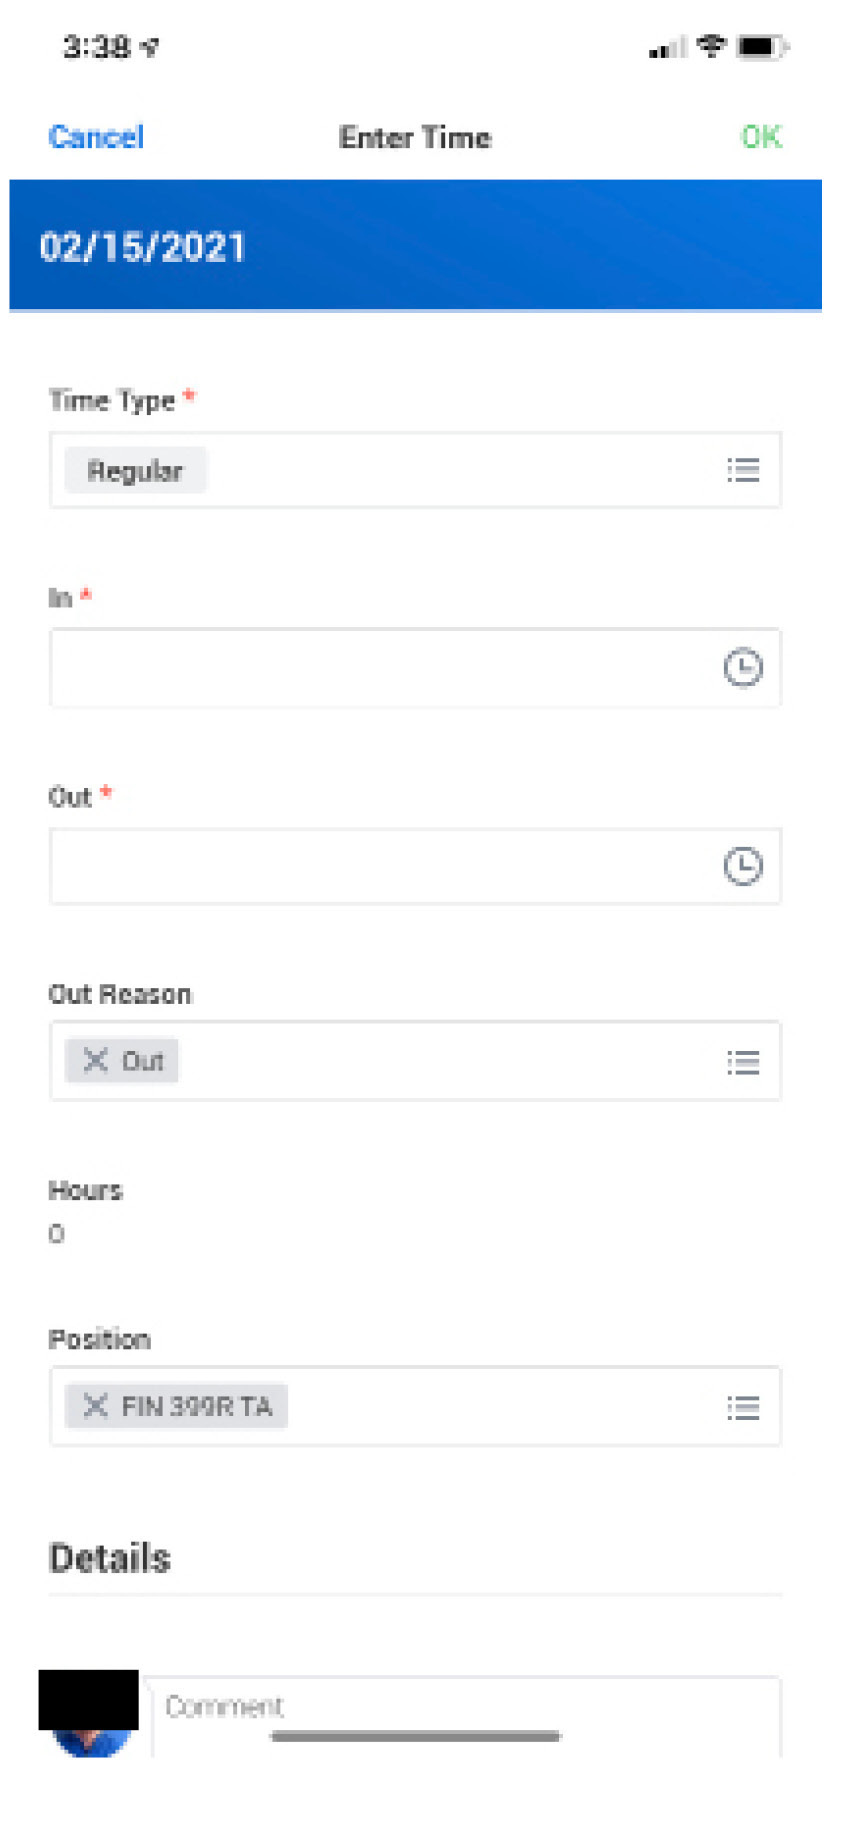 3:38
Cancel Enter Time OK
02/15/2021
Time Type *
Regular
In *
Out *
Out Reason
Out
Hours
0
Position
FIN 399R TA
Details
Comment